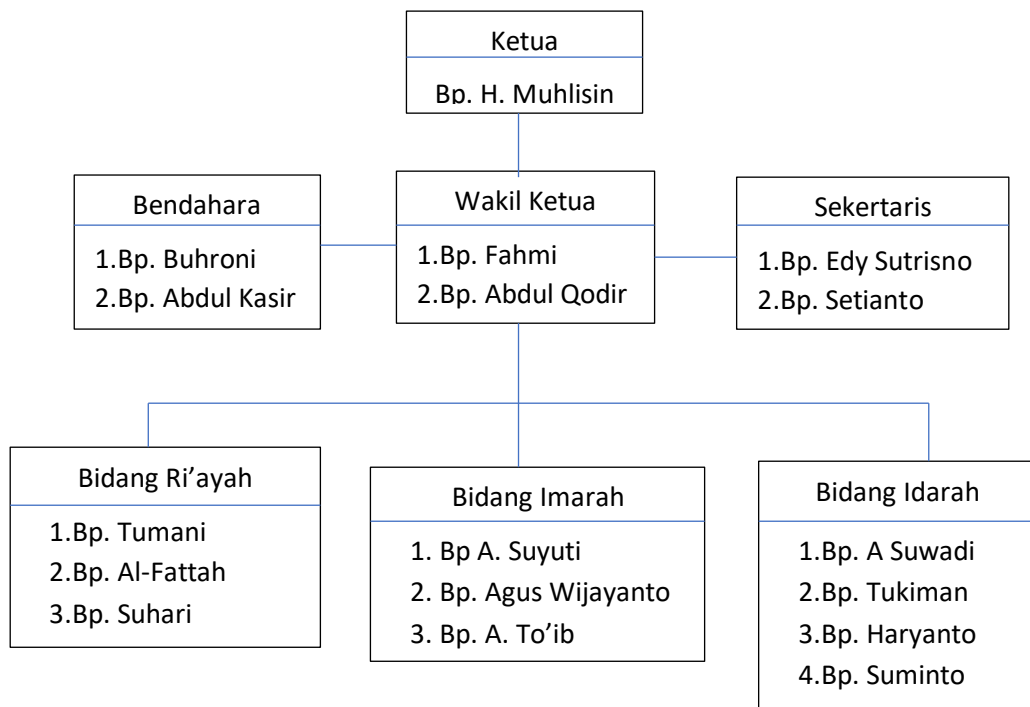 Ketua
Bp. H. Muhlisin
Bendahara
1.Bp. Buhroni
2.Bp. Abdul Kasir
Wakil Ketua
1.Bp. Fahmi
2.Bp. Abdul Qodir
Sekertaris
1.Bp. Edy Sutrisno
2.Bp. Setianto
Bidang Ri’ayah
1.Bp. Tumani
2.Bp. Al-Fattah
3.Bp. Suhari
Bidang Imarah
1. Bp A. Suyuti
2. Bp. Agus Wijayanto
3. Bp. A. To’ib
Bidang Idarah
1.Bp. A Suwadi
2.Bp. Tukiman
3.Bp. Haryanto
4.Bp. Suminto